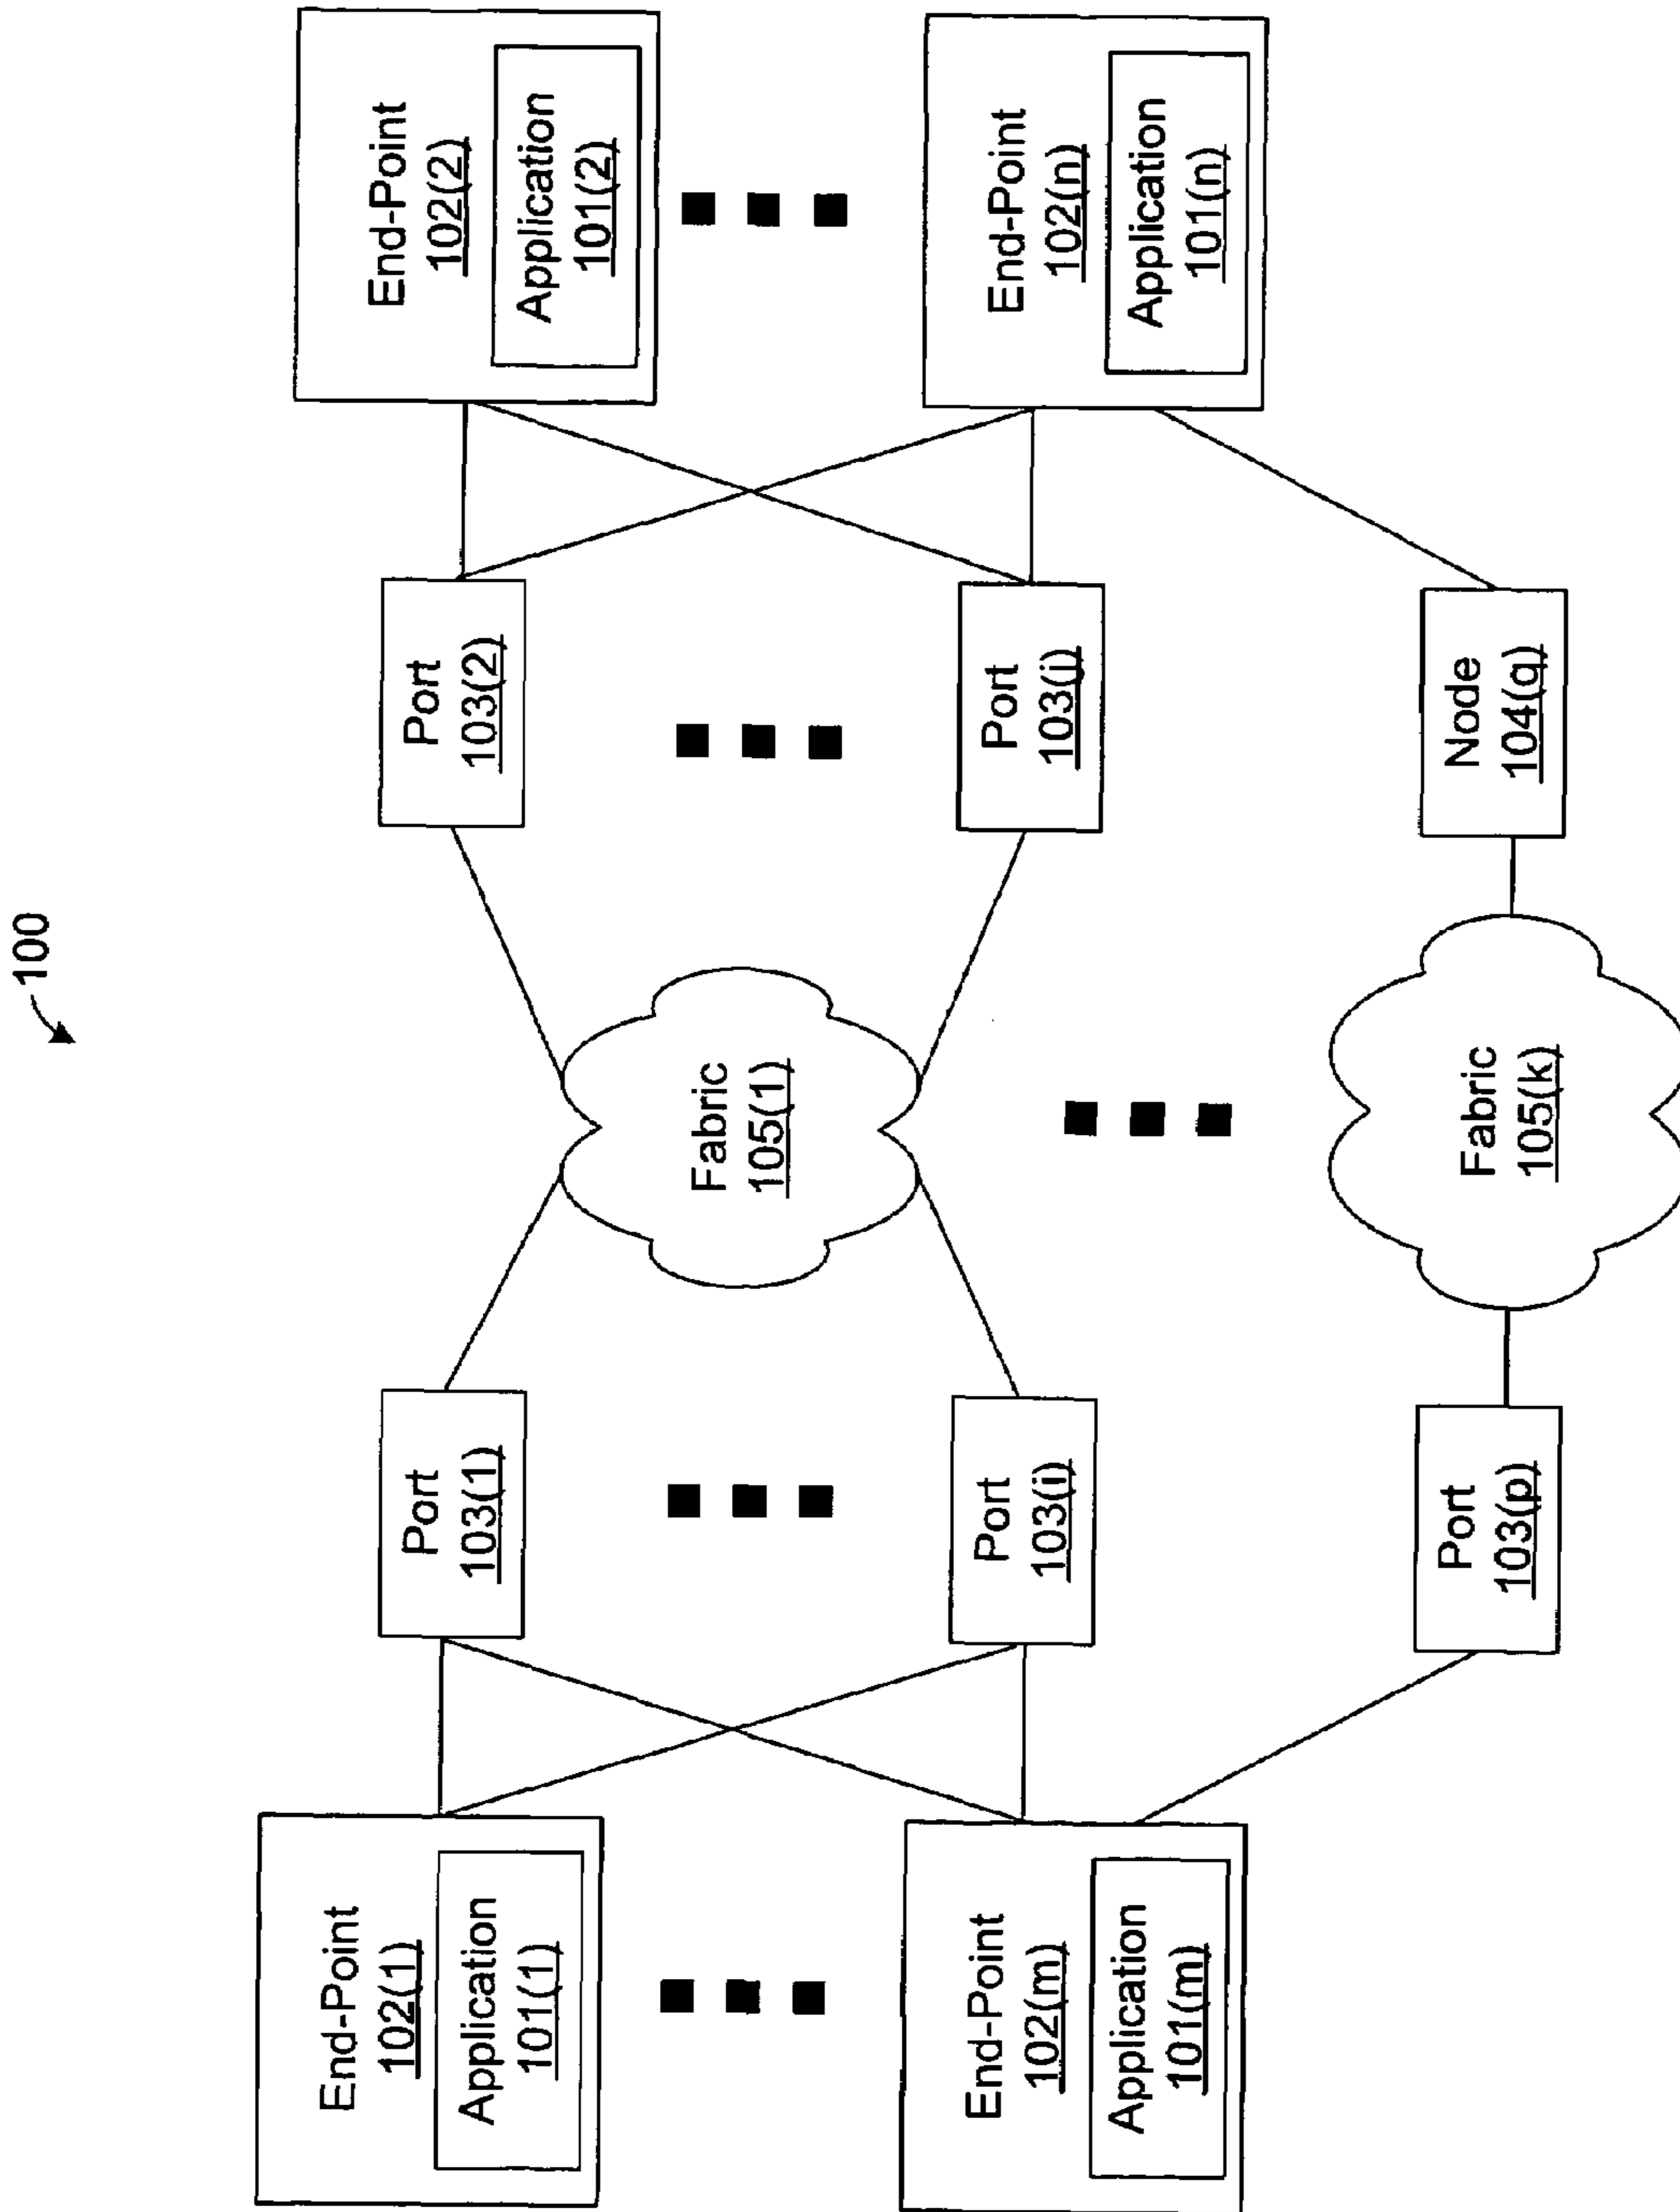 100
End-Point
102(1)
Application
101(1)
Port
103(1)
Fabric
105(1)
Port
103(2)
End-Point
102(2)
Application
101(2)
End-Point
102(m)
Application
101(m)
Port
103(i)
Port
103(j)
End-Point
102(n)
Application
101(n)
Port
103(p)
Fabric
105(k)
Node
104(q)